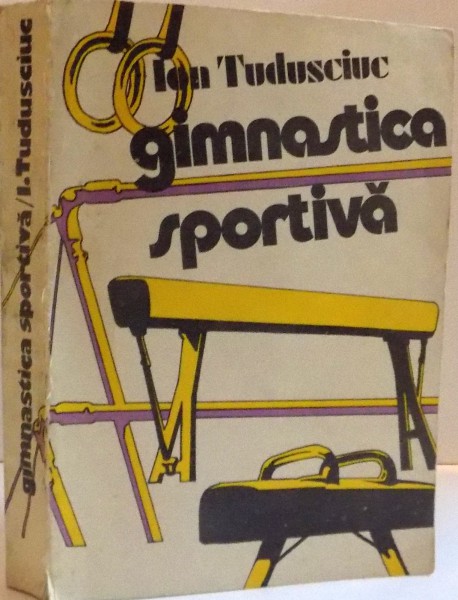 Ion Tudusciuc
gimnastica
sportivă
gimnastica sportivă/I.Tudusciuc